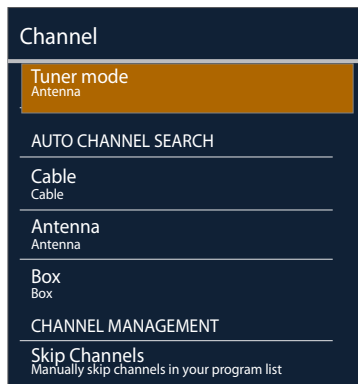 Channel
Tuner mode
Antenna
AUTO CHANNEL SEARCH
Cable
Cable
Antenna
Antenna
Box
Box
CHANNEL MANAGEMENT
Skip Channels
Manually skip channels in your program list